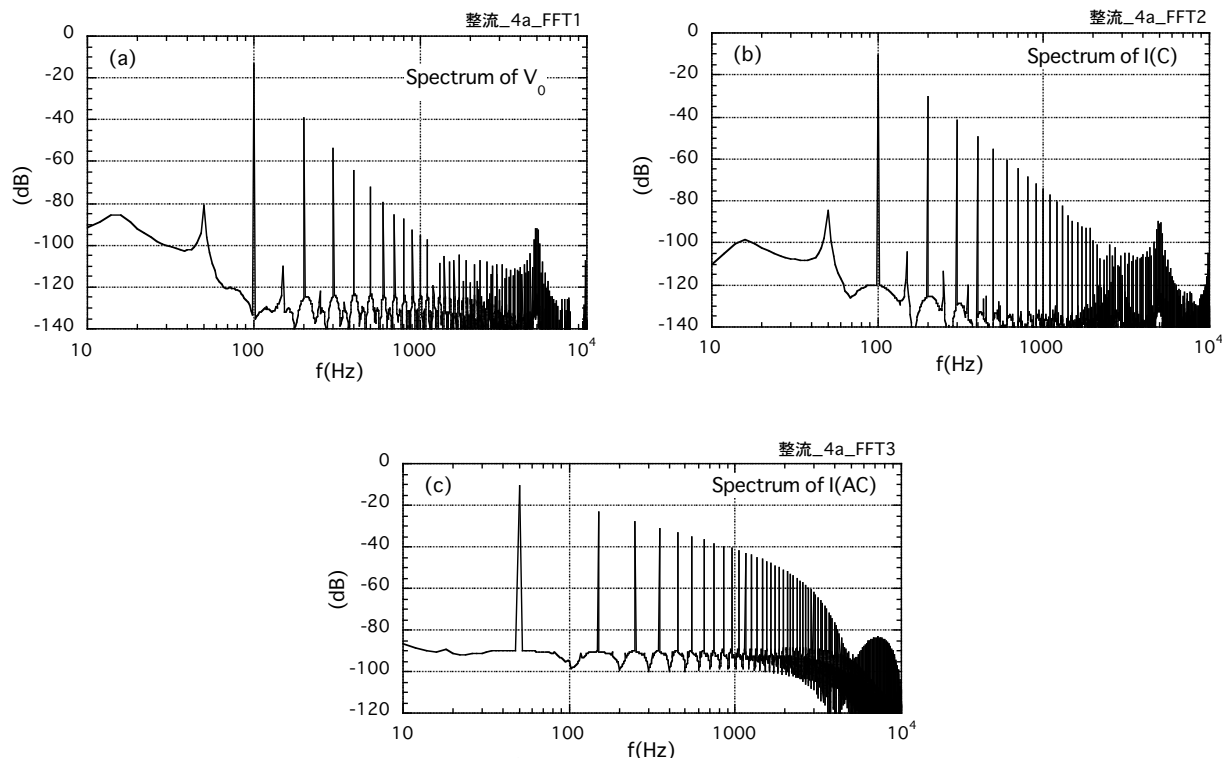 整流_4a_FFT1
(a)
Spectrum of V0
0
-20
-40
-60
-80
-100
-120
-140
(dB)
10
100
1000
10^4
f(Hz)
整流_4a_FFT2
(b)
Spectrum of I(C)
0
-20
-40
-60
-80
-100
-120
-140
(dB)
10
100
1000
10^4
f(Hz)
整流_4a_FFT3
(c)
Spectrum of I(AC)
0
-20
-40
-60
-80
-100
-120
(dB)
10
100
1000
10^4
f(Hz)